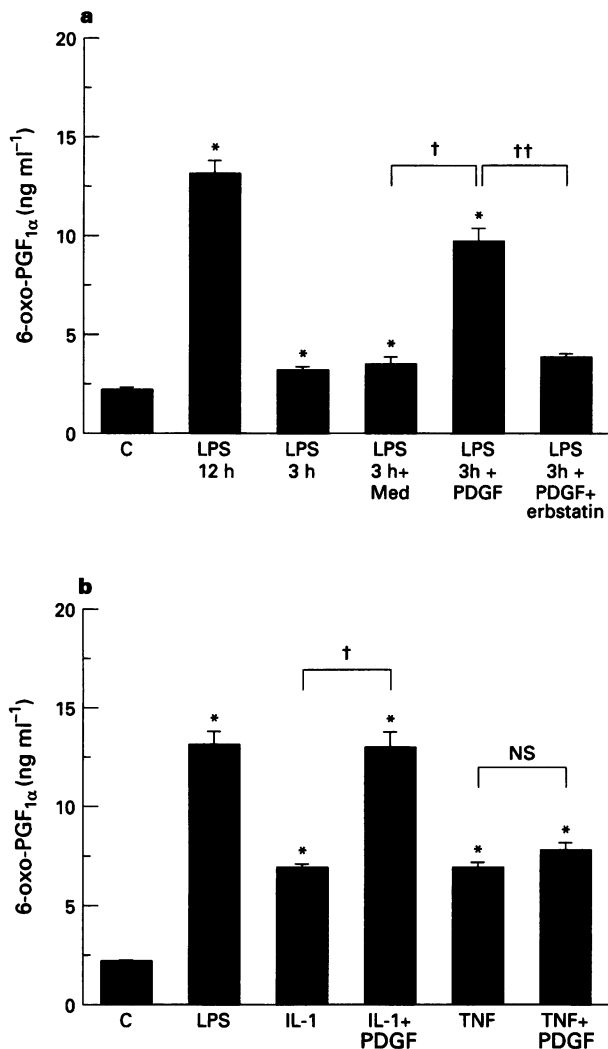 a
20
15
10
5
0
6-oxo-PGF1α (ng ml−1)
*
*
*
*
†
††
C
LPS
12 h
LPS
3 h
LPS
3 h+
Med
LPS
3h +
PDGF
LPS
3h +
PDGF+
erbstatin
b
20
15
10
5
0
6-oxo-PGF1α (ng ml−1)
*
*
*
*
*
†
NS
C
LPS
IL-1
IL-1+
PDGF
TNF
TNF+
PDGF